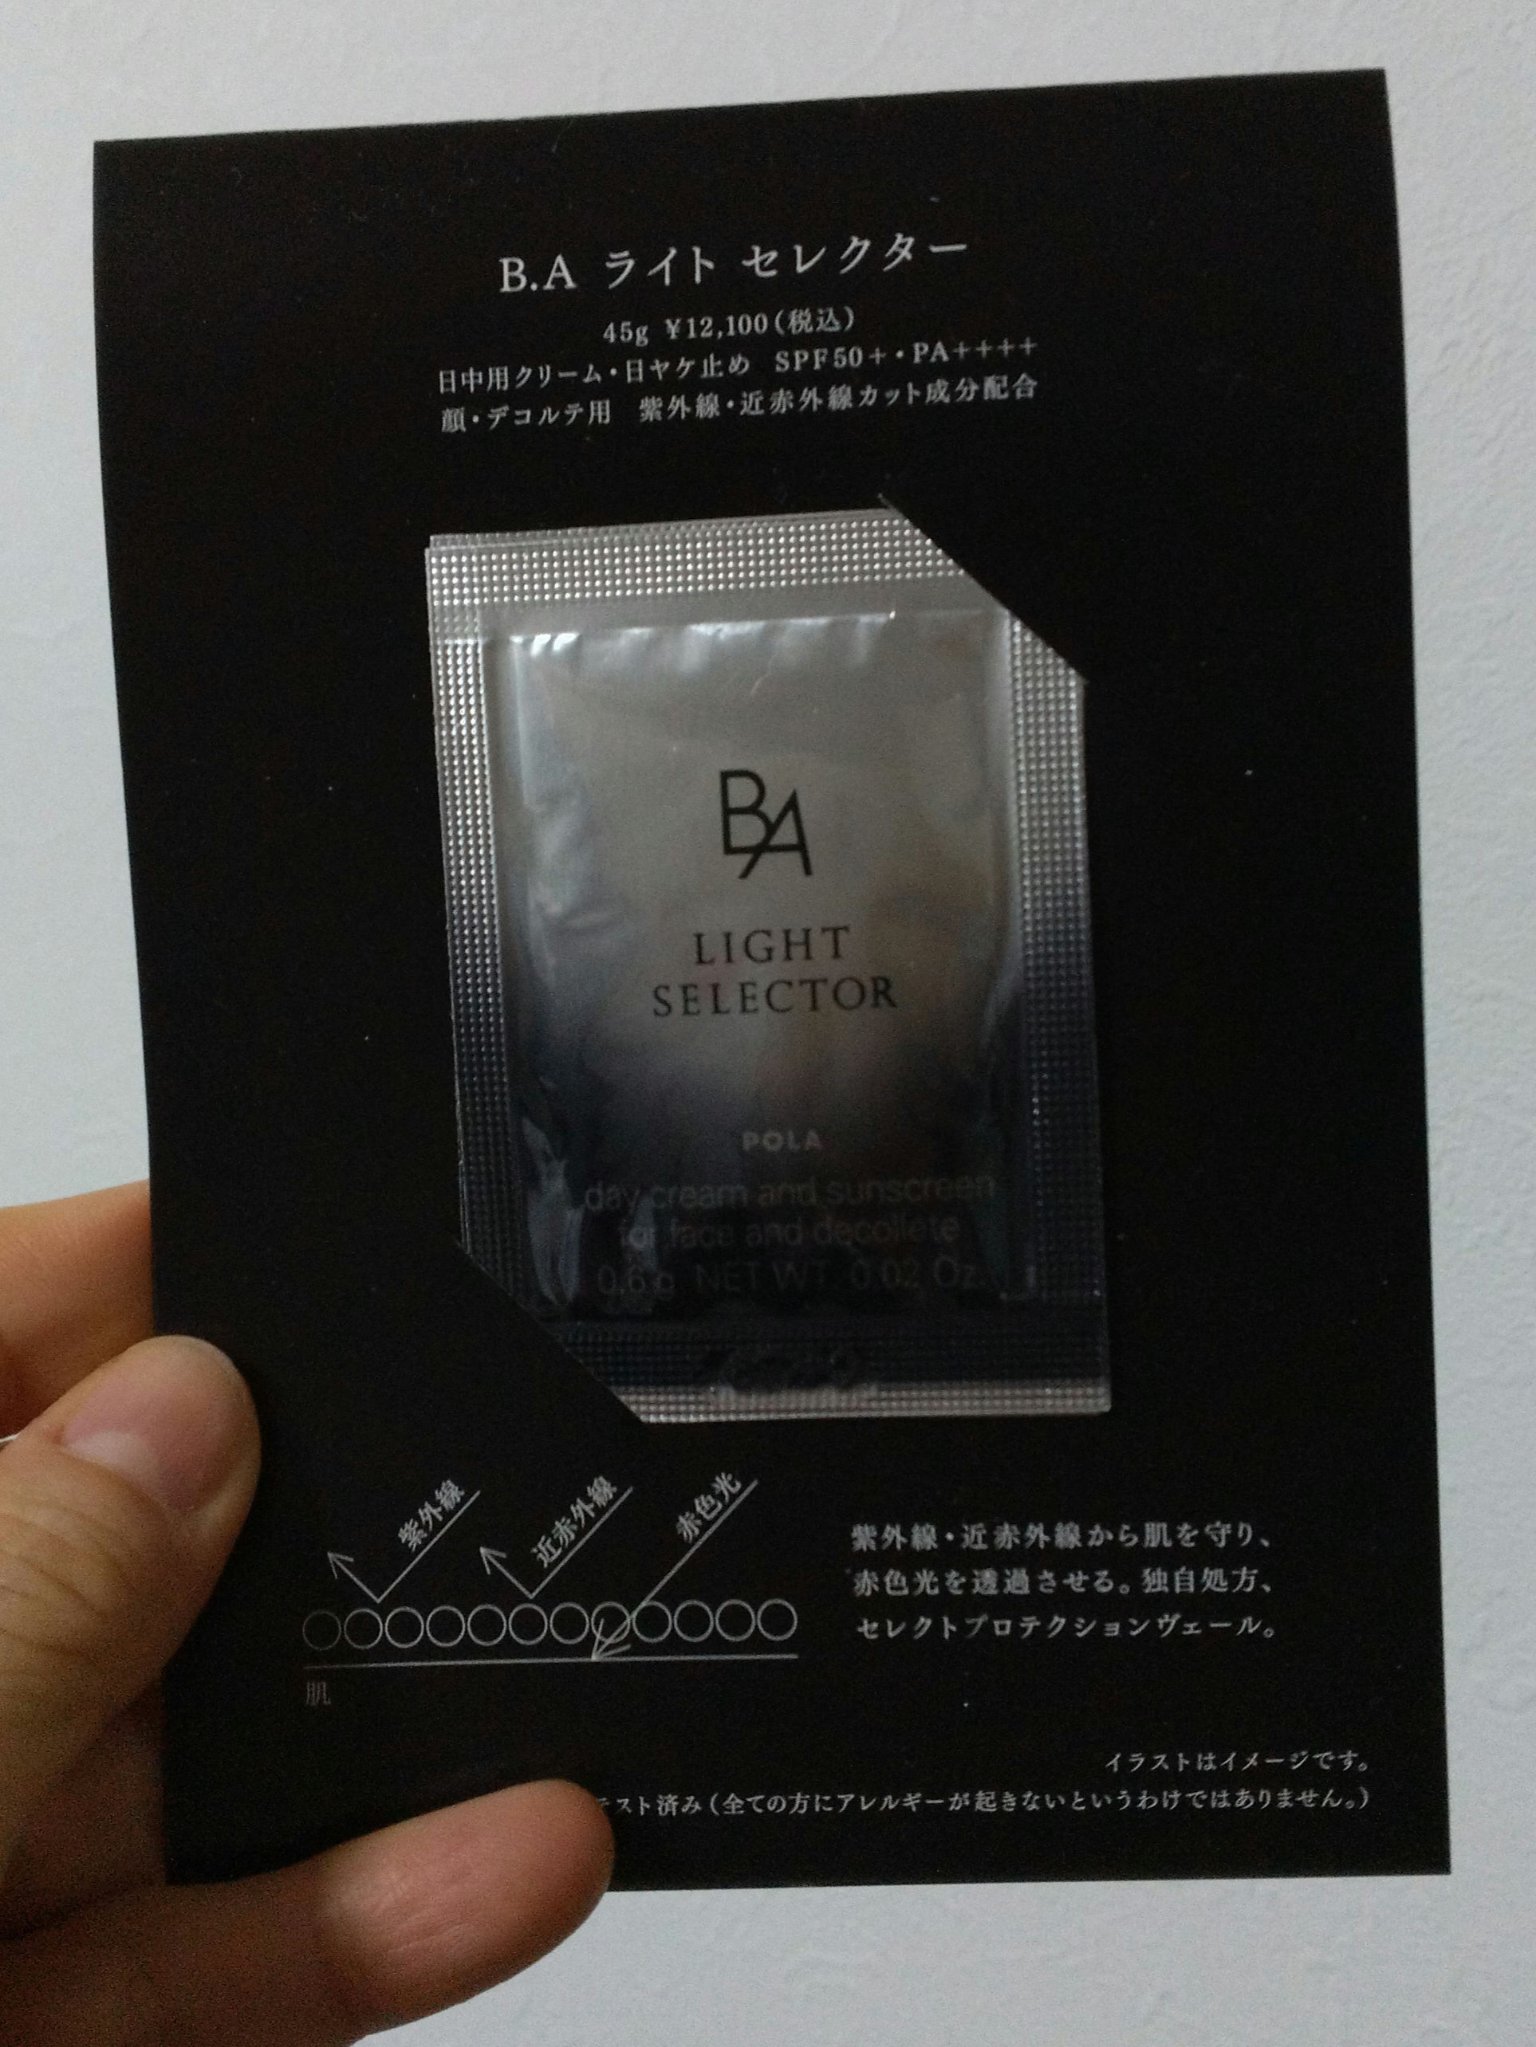 B.A ライト セレクター
45g ¥12,100(税込)
日中用クリーム・日ヤケ止め SPF50+・PA++++
顔・デコルテ用 紫外線・近赤外線カット成分配合
BA
LIGHT
SELECTOR
POLA
day cream and sunscreen
for face and decollete
0.6 g NET WT. 0.02 Oz.
紫外線
近赤外線
赤色光
肌
紫外線・近赤外線から肌を守り、
赤色光を透過させる。独自処方、
セレクトプロテクションヴェール。
イラストはイメージです。
テスト済み(全ての方にアレルギーが起きないというわけではありません。)